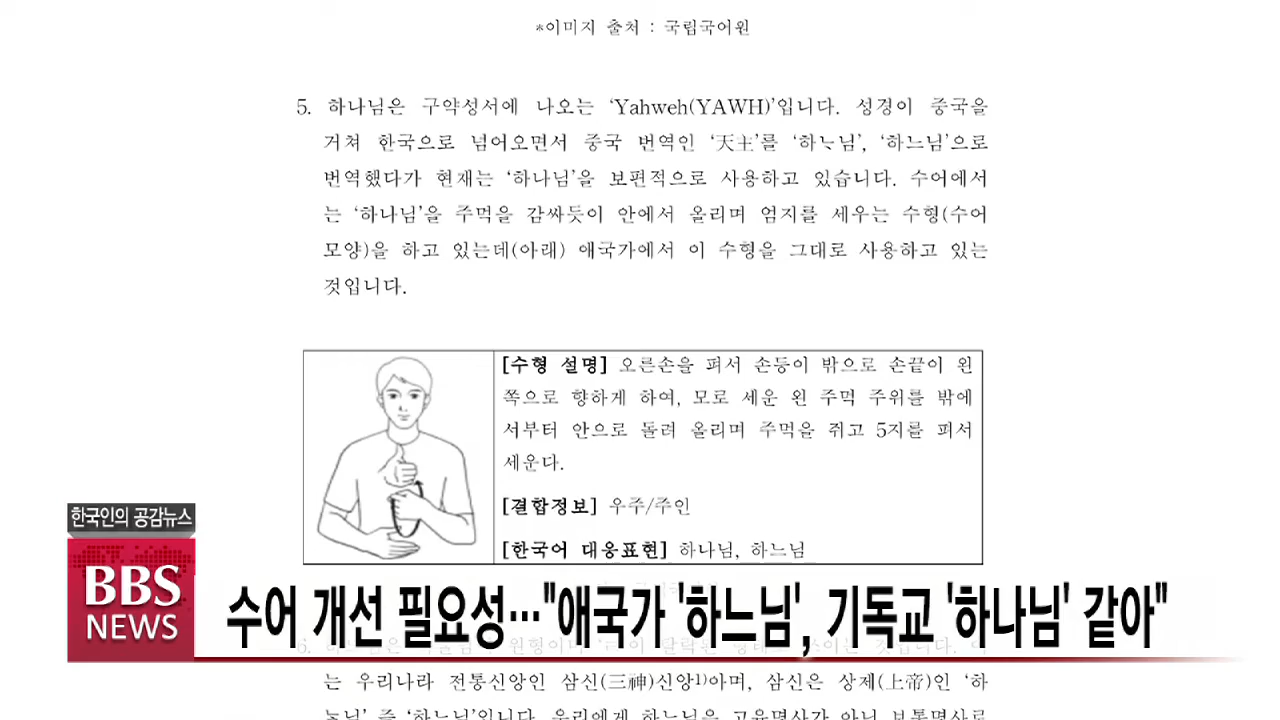 *이미지 출처 : 국립국어원
5. 하나님은 구약성서에 나오는 ‘Yahweh(YAWH)’입니다. 성경이 중국을
거쳐 한국으로 넘어오면서 중국 번역인 ‘天主’를 ‘하ᄂᆞ님’, ‘하느님’으로
번역했다가 현재는 ‘하나님’을 보편적으로 사용하고 있습니다. 수어에서
는 ‘하나님’을 주먹을 감싸듯이 안에서 올리며 엄지를 세우는 수형(수어
모양)을 하고 있는데(아래) 애국가에서 이 수형을 그대로 사용하고 있는
것입니다.
[수형 설명] 오른손을 펴서 손등이 밖으로 손끝이 왼
쪽으로 향하게 하여, 모로 세운 왼 주먹 주위를 밖에
서부터 안으로 돌려 올리며 주먹을 쥐고 5지를 펴서
세운다.
[결합정보] 우주/주인
[한국어 대응표현] 하나님, 하느님
한국인의 공감뉴스
BBS
NEWS
수어 개선 필요성…"애국가 '하느님', 기독교 '하나님' 같아"
는 우리나라 전통신앙인 삼신(三神)신앙1)이며, 삼신은 상제(上帝)인 ‘하